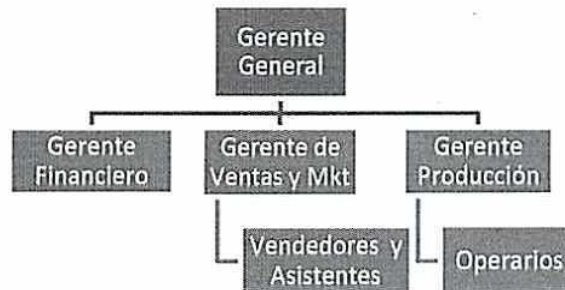 Gerente
General
Gerente
Financiero
Gerente de
Ventas y Mkt
Gerente
Producción
Vendedores y
Asistentes
Operarios